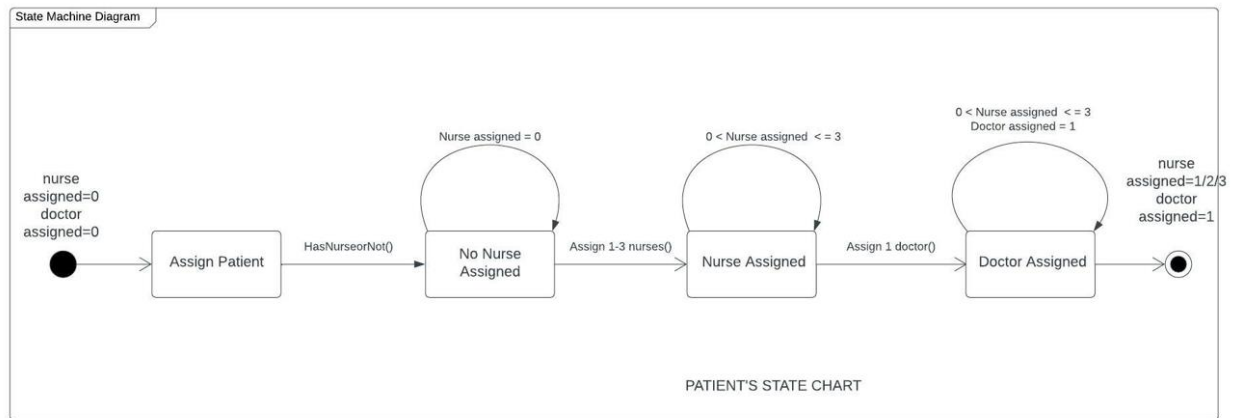 State Machine Diagram
0 < Nurse assigned < = 3
Doctor assigned = 1
Nurse assigned = 0
0 < Nurse assigned < = 3
nurse
assigned=0
doctor
assigned=0
nurse
assigned=1/2/3
doctor
assigned=1
Assign Patient
HasNurseorNot()
No Nurse
Assigned
Assign 1-3 nurses()
Nurse Assigned
Assign 1 doctor()
Doctor Assigned
PATIENT'S STATE CHART